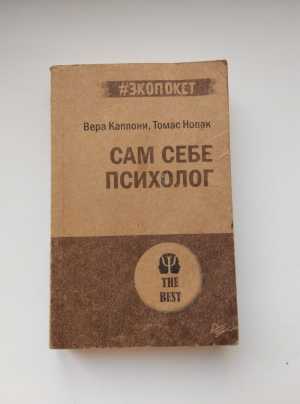 #экопокет
Вера Каппони, Томас Новак
САМ СЕБЕ
ПСИХОЛОГ
THE
BEST